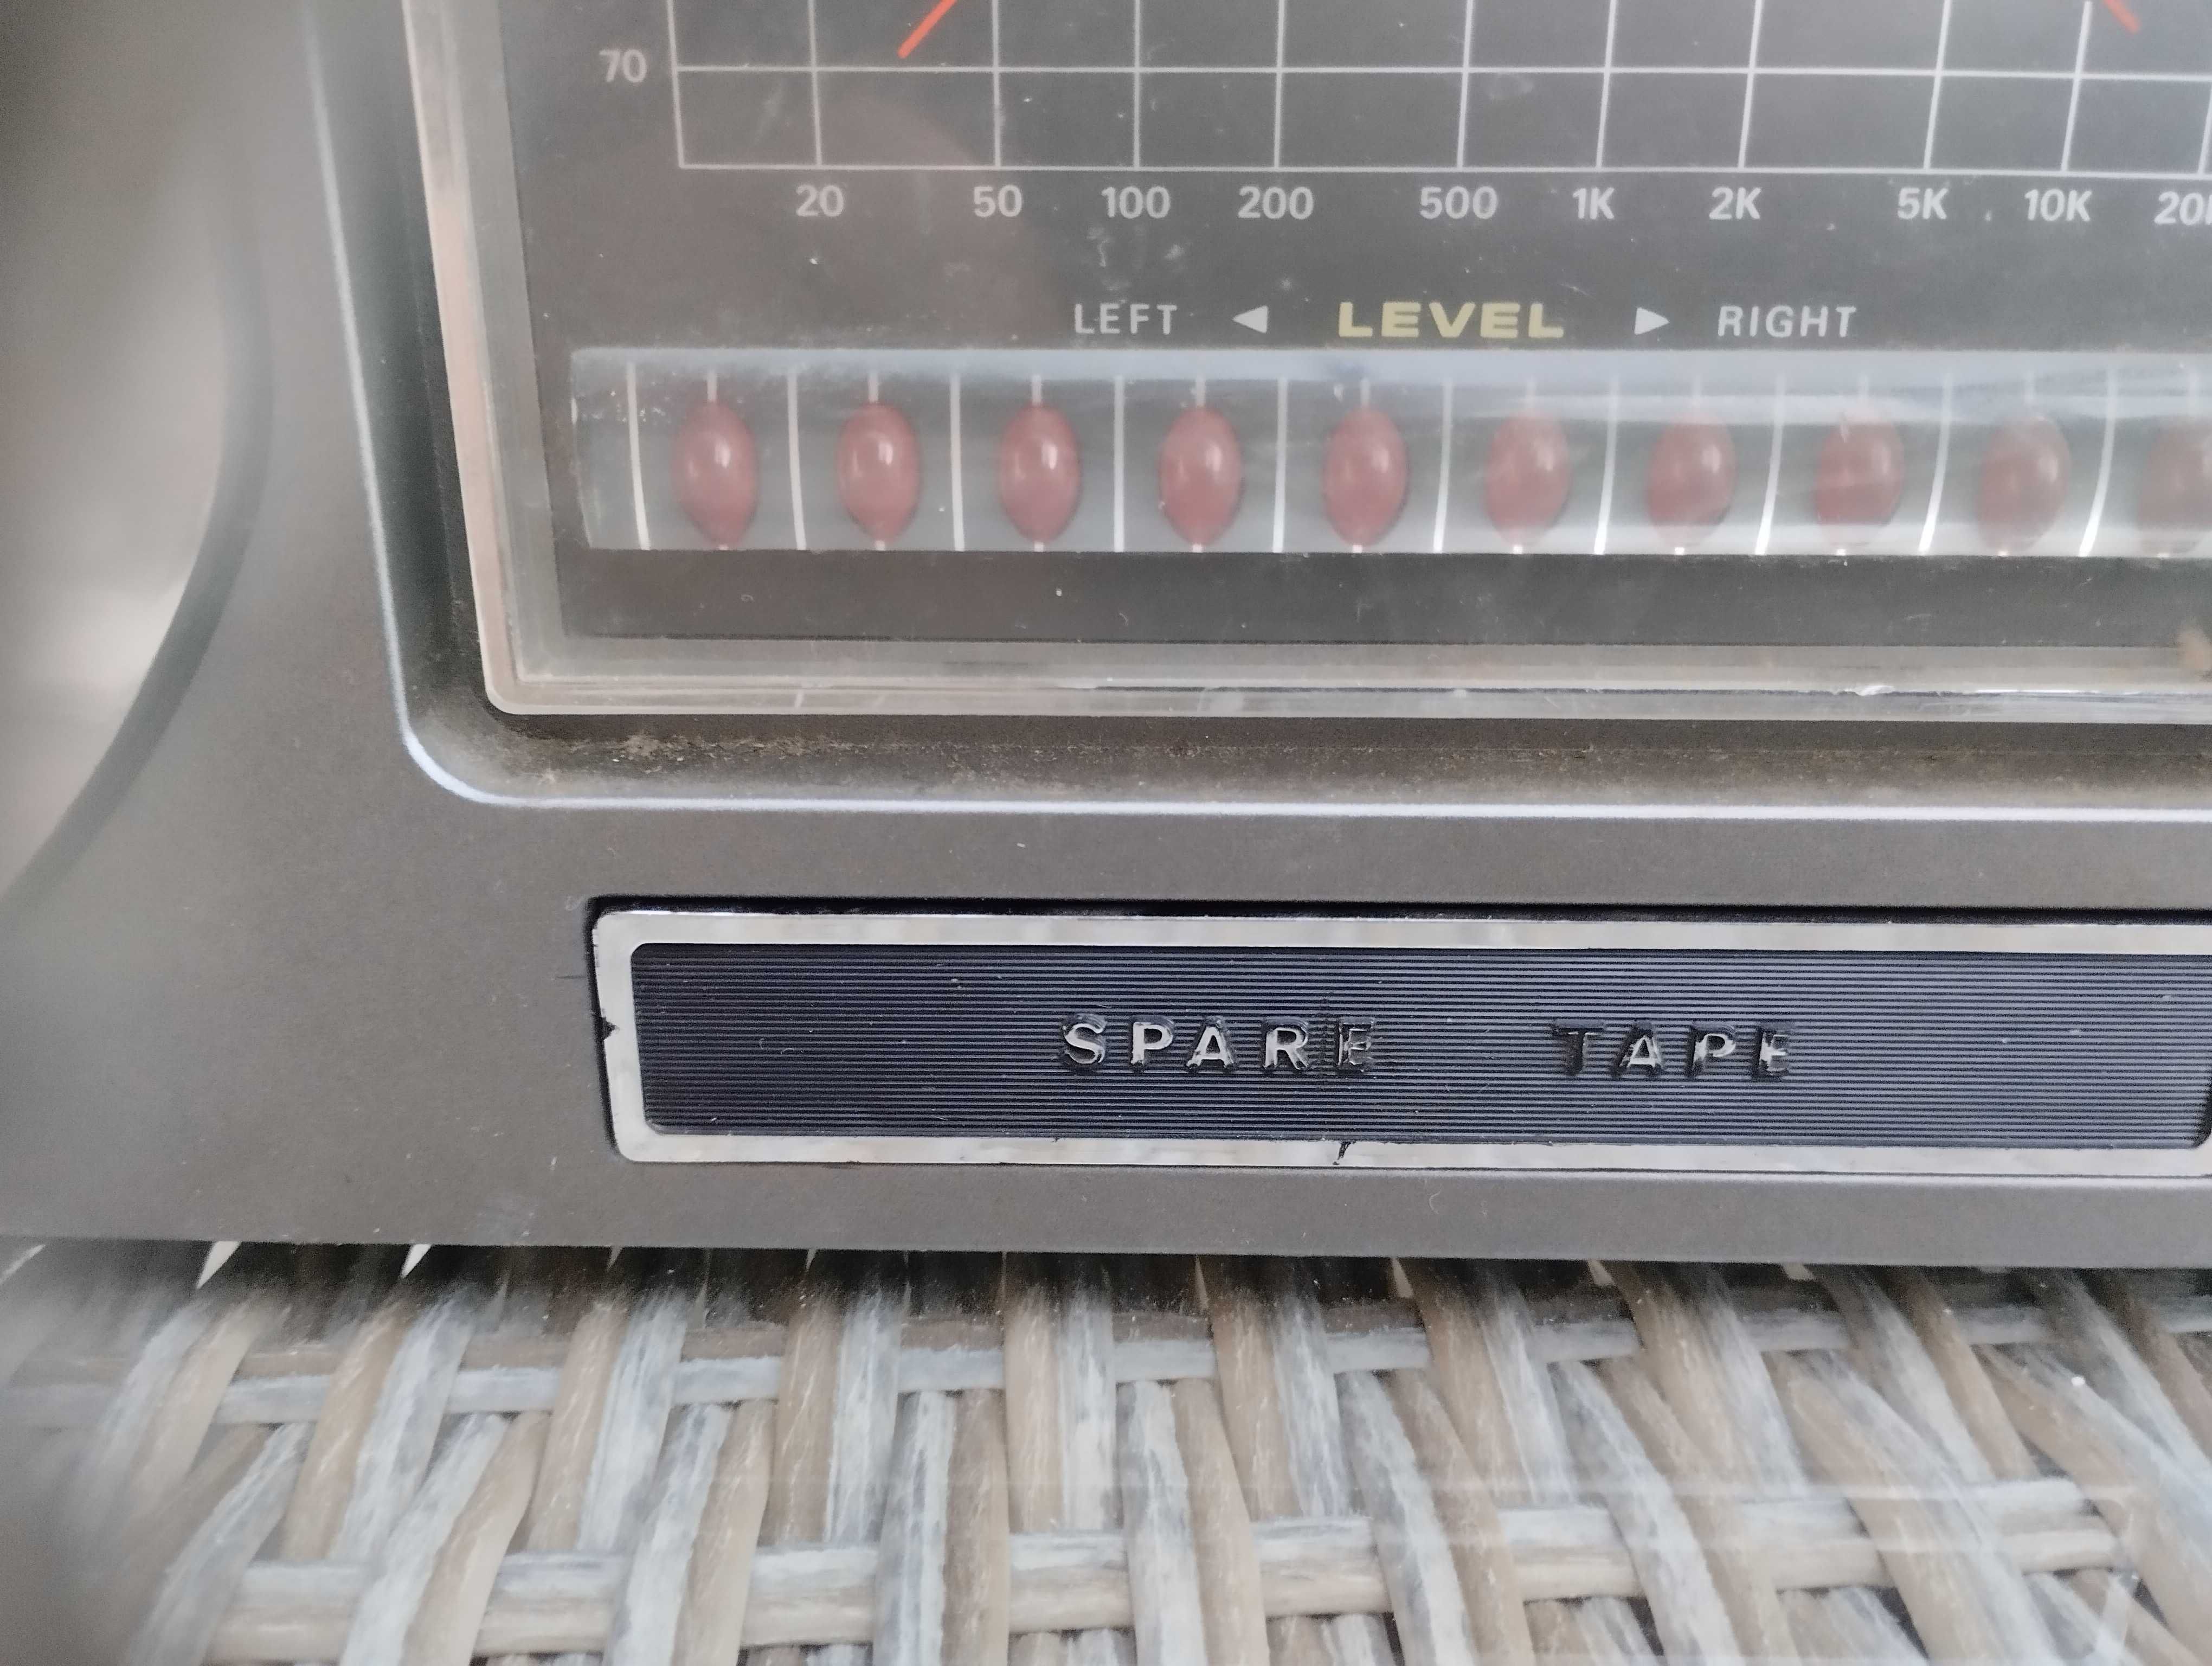 70
20 50 100 200 500 1K 2K 5K 10K
LEFT ◀ LEVEL ▶ RIGHT
SPARE TAPE